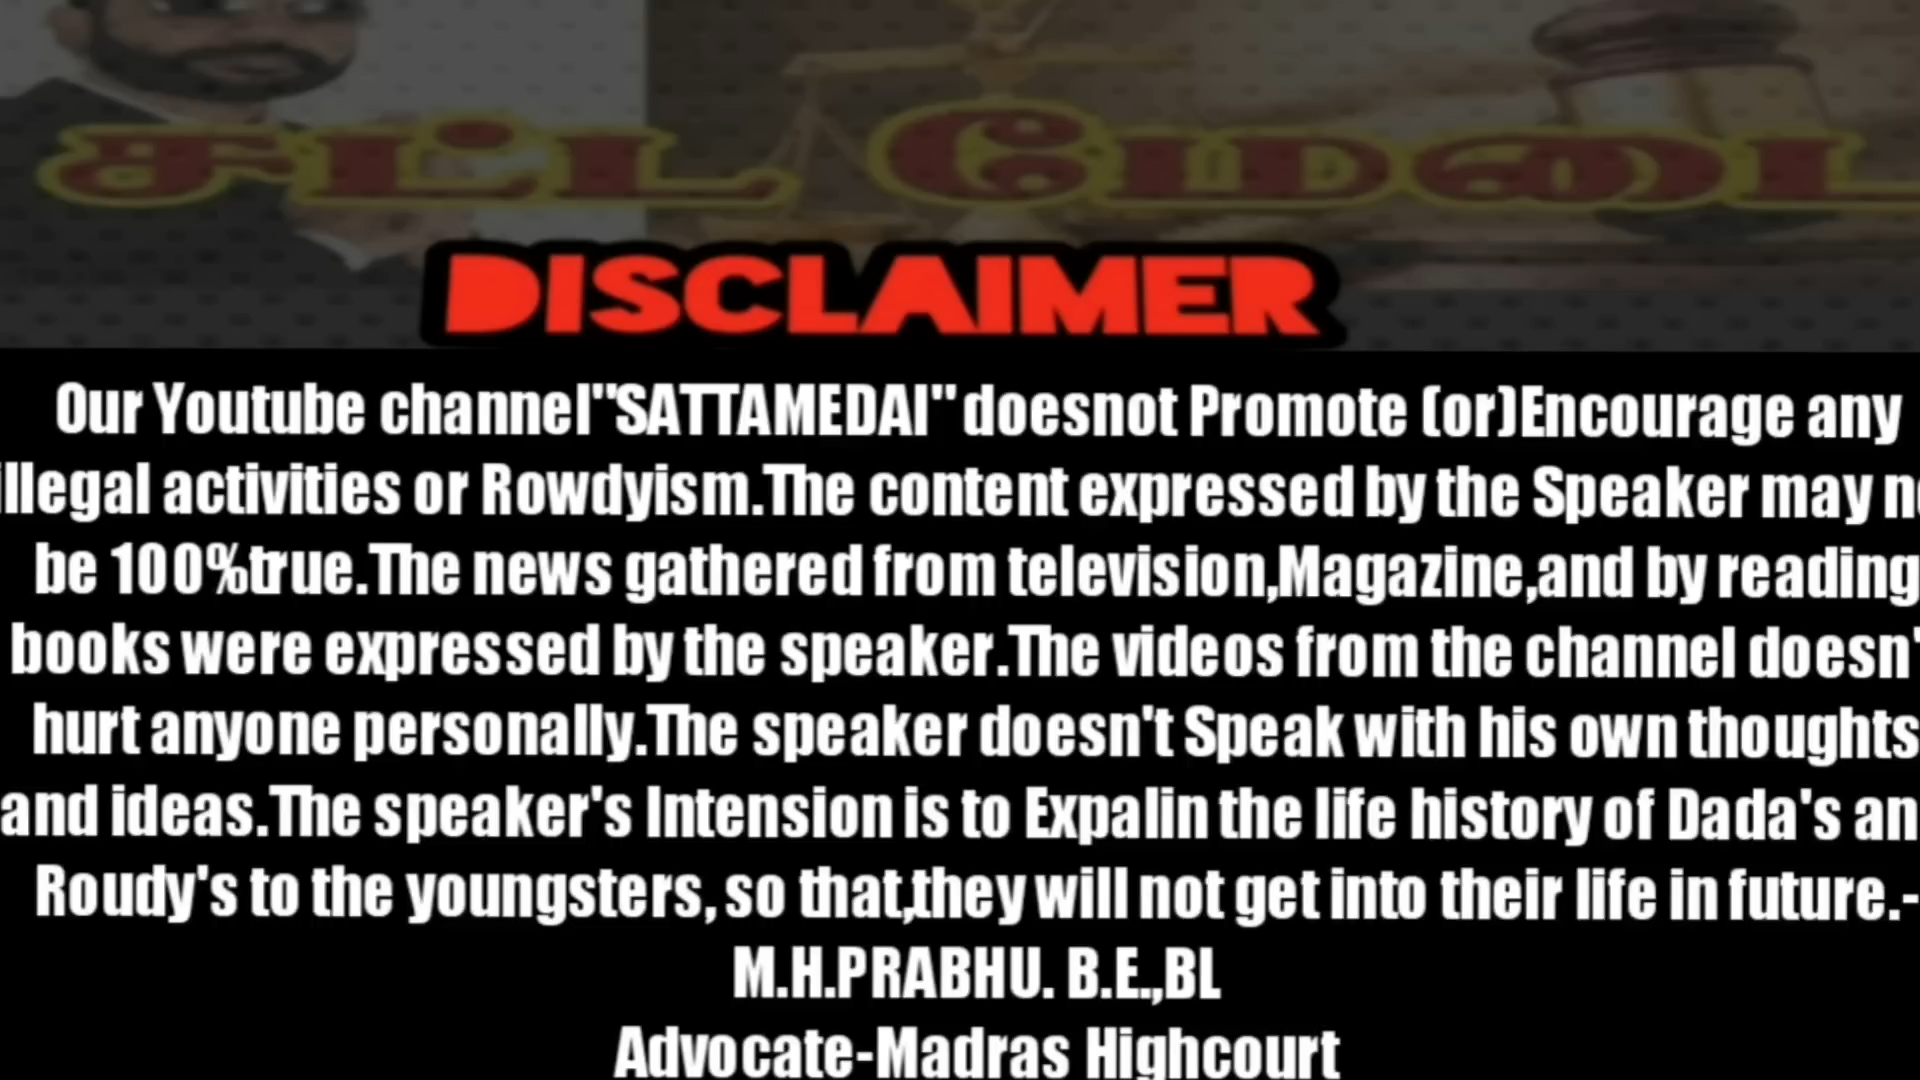 சட்ட மேடை
DISCLAIMER
Our Youtube channel"SATTAMEDAI" doesnot Promote (or)Encourage any
illegal activities or Rowdyism.The content expressed by the Speaker may
be 100%true.The news gathered from television,Magazine,and by reading
books were expressed by the speaker.The videos from the channel doesn'
hurt anyone personally.The speaker doesn't Speak with his own thoughts
and ideas.The speaker's Intension is to Expalin the life history of Dada's an
Roudy's to the youngsters, so that,they will not get into their life in future.-
M.H.PRABHU. B.E.,BL
Advocate-Madras Highcourt